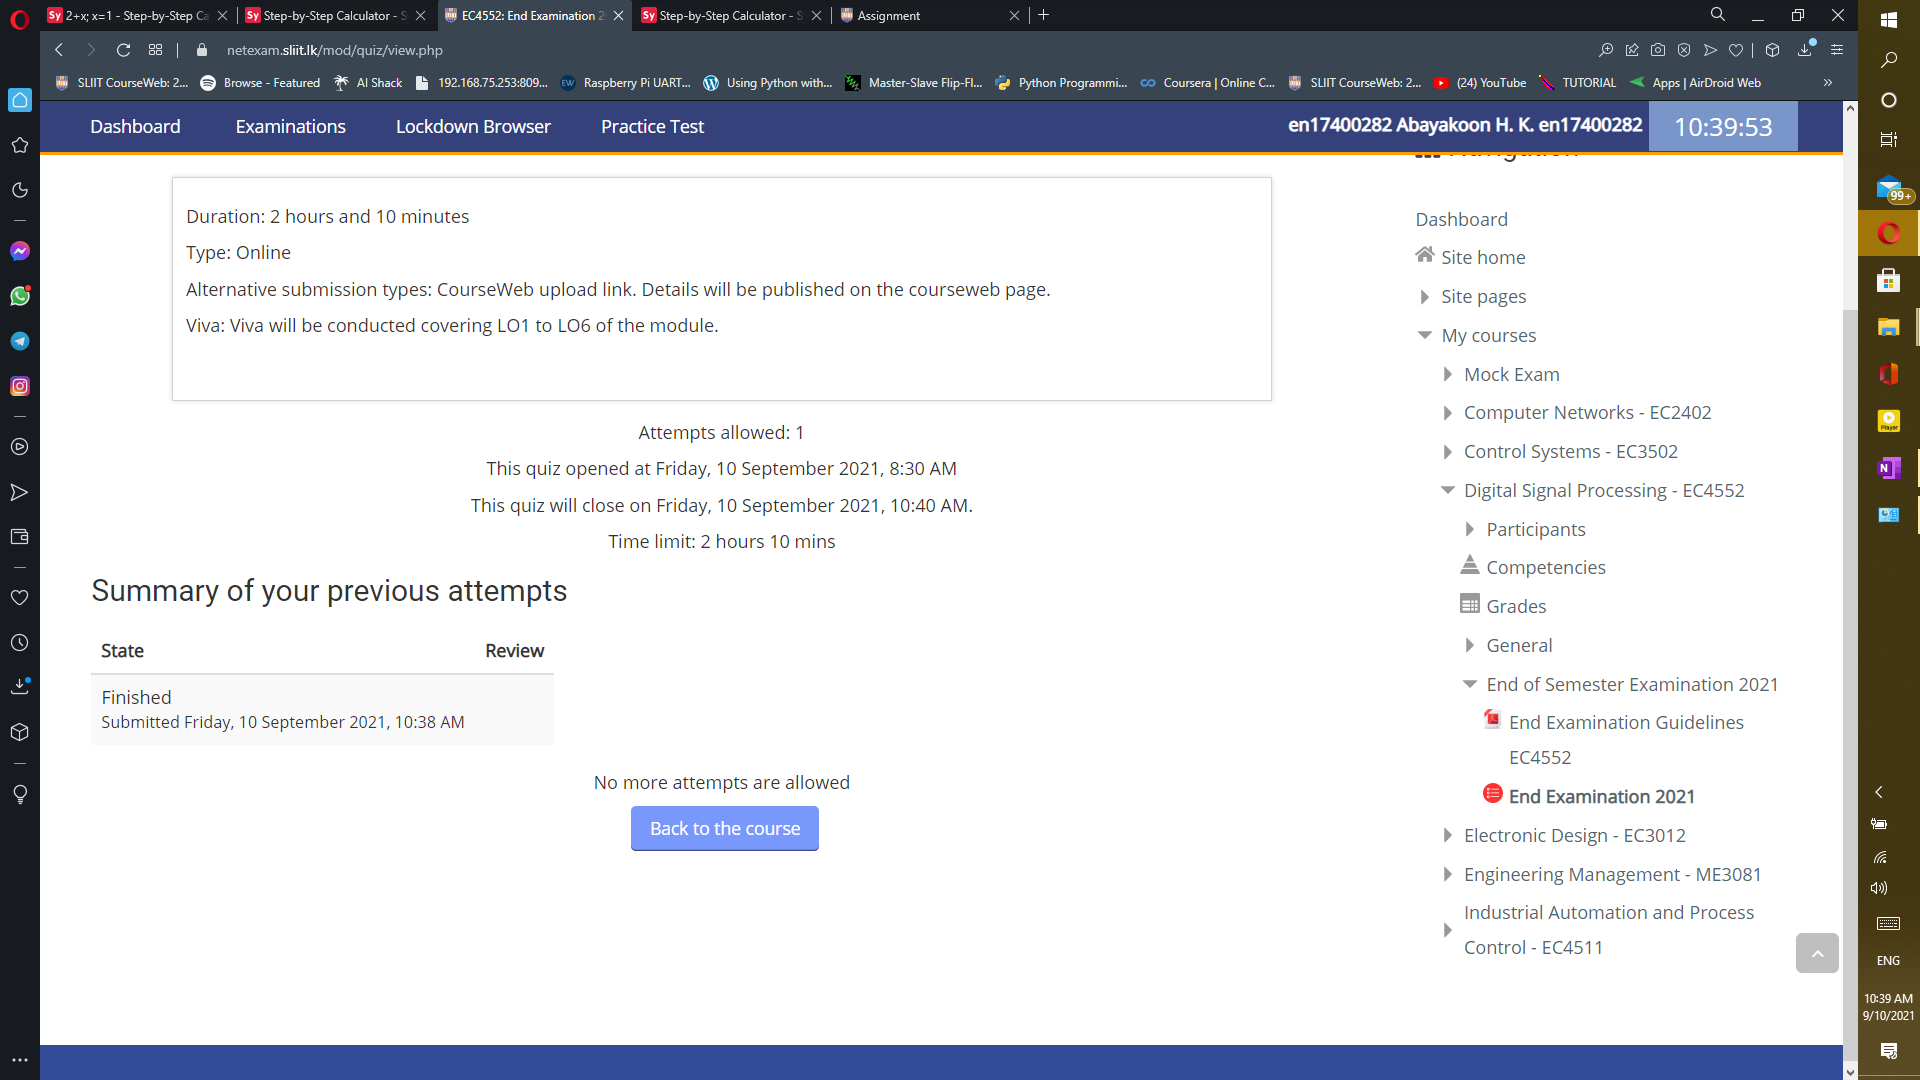 2+x; x=1 - Step-by-Step Ca
Step-by-Step Calculator - S
EC4552: End Examination 2
Step-by-Step Calculator - S
Assignment
netexam.sliit.lk/mod/quiz/view.php
SLIIT CourseWeb: 2...
Browse - Featured
AI Shack
192.168.75.253:809...
Raspberry Pi UART...
Using Python with...
Master-Slave Flip-Fl...
Python Programmi...
Coursera | Online C...
SLIIT CourseWeb: 2...
(24) YouTube
TUTORIAL
Apps | AirDroid Web
»
Dashboard
Examinations
Lockdown Browser
Practice Test
en17400282 Abayakoon H. K. en17400282
10:39:53
Duration: 2 hours and 10 minutes
Type: Online
Alternative submission types: CourseWeb upload link. Details will be published on the courseweb page.
Viva: Viva will be conducted covering LO1 to LO6 of the module.
Attempts allowed: 1
This quiz opened at Friday, 10 September 2021, 8:30 AM
This quiz will close on Friday, 10 September 2021, 10:40 AM.
Time limit: 2 hours 10 mins
Summary of your previous attempts
State
Review
Finished
Submitted Friday, 10 September 2021, 10:38 AM
No more attempts are allowed
Back to the course
Navigation
Dashboard
Site home
Site pages
My courses
Mock Exam
Computer Networks - EC2402
Control Systems - EC3502
Digital Signal Processing - EC4552
Participants
Competencies
Grades
General
End of Semester Examination 2021
End Examination Guidelines
EC4552
End Examination 2021
Electronic Design - EC3012
Engineering Management - ME3081
Industrial Automation and Process
Control - EC4511
99+
ENG
10:39 AM
9/10/2021